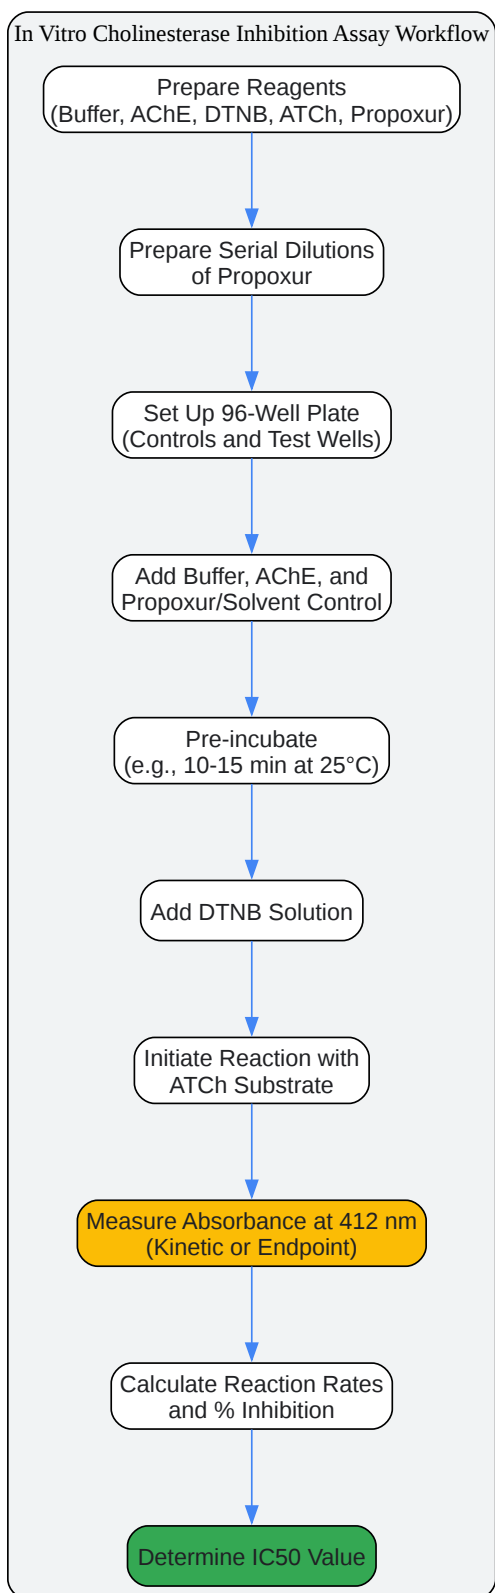 In Vitro Cholinesterase Inhibition Assay Workflow
Prepare Reagents
(Buffer, AChE, DTNB, ATCh, Propoxur)
Prepare Serial Dilutions
of Propoxur
Set Up 96-Well Plate
(Controls and Test Wells)
Add Buffer, AChE, and
Propoxur/Solvent Control
Pre-incubate
(e.g., 10-15 min at 25°C)
Add DTNB Solution
Initiate Reaction with
ATCh Substrate
Measure Absorbance at 412 nm
(Kinetic or Endpoint)
Calculate Reaction Rates
and % Inhibition
Determine IC50 Value